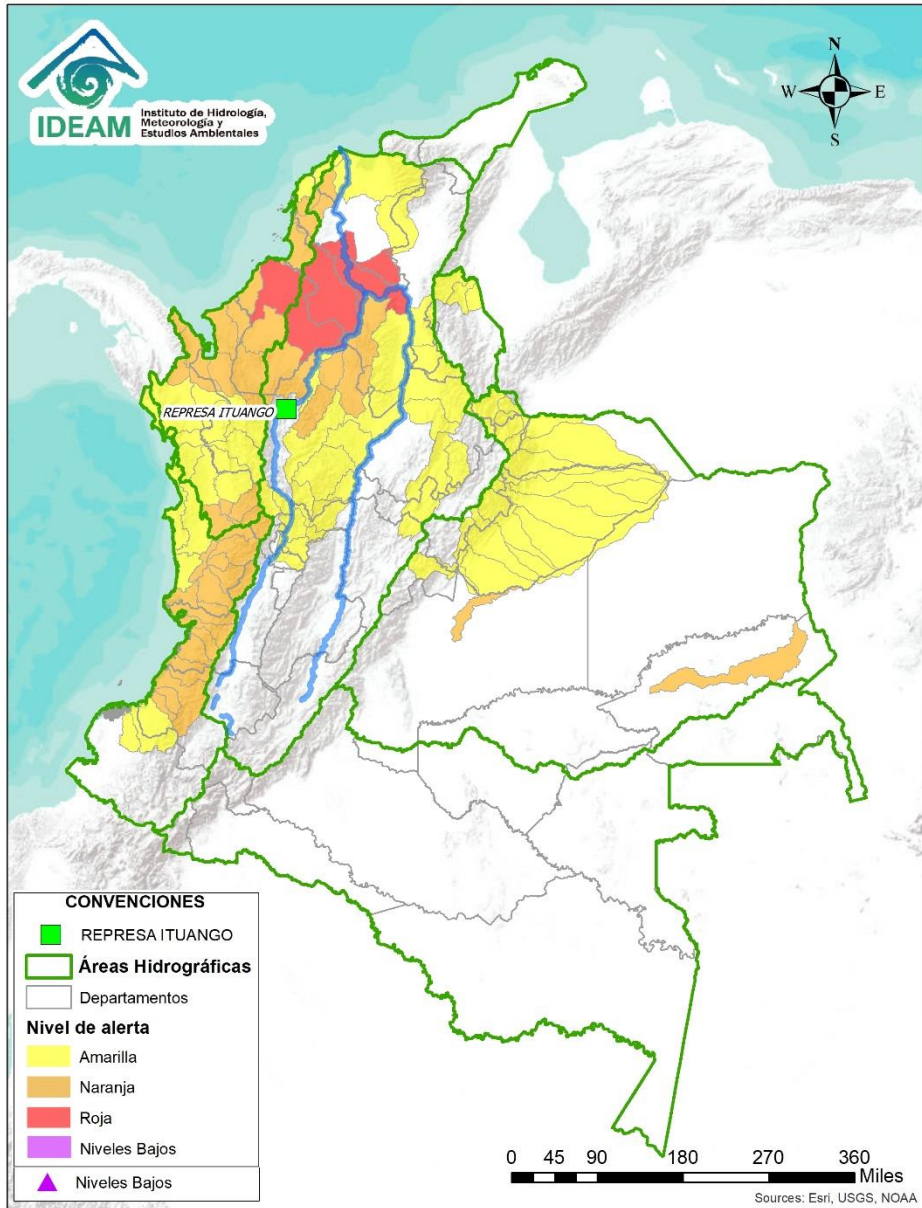 IDEAM
Instituto de Hidrología,
Meteorología y
Estudios Ambientales
N
W
E
S
REPRESA ITUANGO
CONVENCIONES
REPRESA ITUANGO
Áreas Hidrográficas
Departamentos
Nivel de alerta
Amarilla
Naranja
Roja
Niveles Bajos
Niveles Bajos
0 45 90 180 270 360
Miles
Sources: Esri, USGS, NOAA